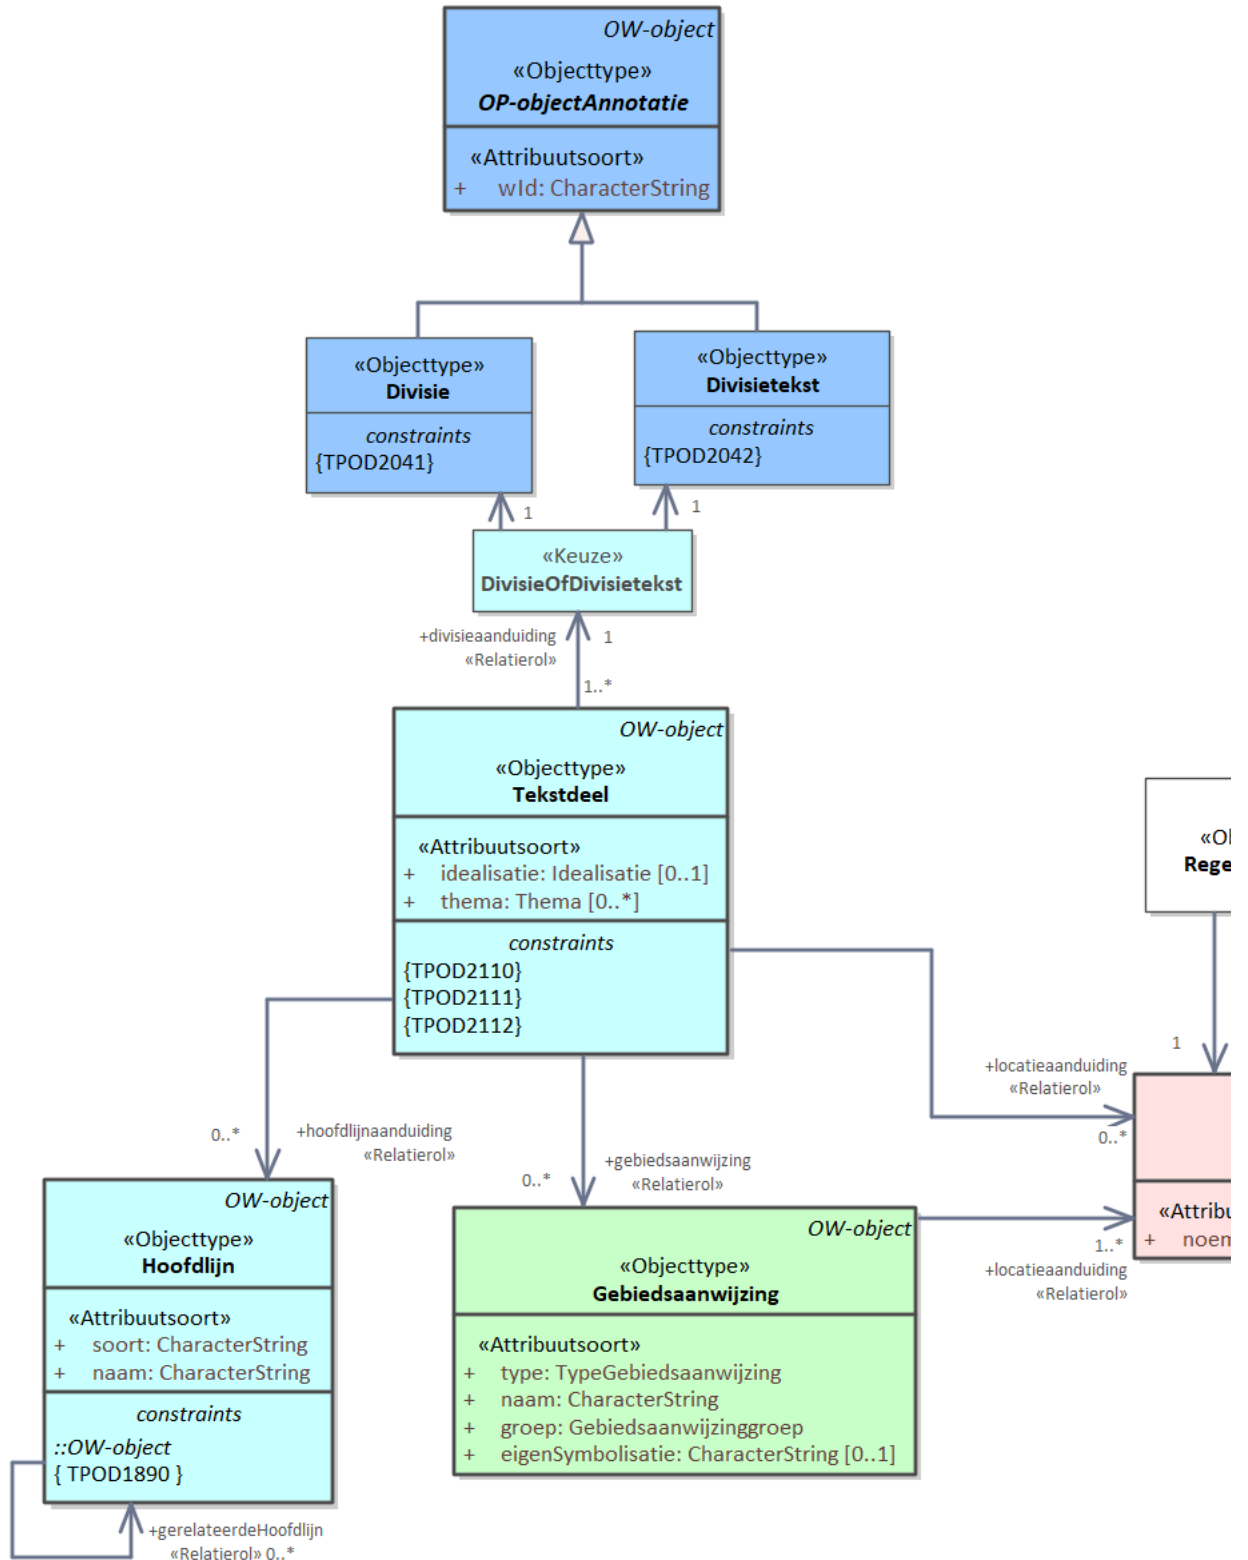 OW-object
«Objecttype»
OP-objectAnnotatie
«Attribuutsoort»
+ wId: CharacterString
«Objecttype»
Divisie
constraints
{TPOD2041}
«Objecttype»
Divisietekst
constraints
{TPOD2042}
1
1
«Keuze»
DivisieOfDivisietekst
+divisieaanduiding
«Relatierol»
1
1..*
OW-object
«Objecttype»
Tekstdeel
«Attribuutsoort»
+ idealisatie: Idealisatie [0..1]
+ thema: Thema [0..*]
constraints
{TPOD2110}
{TPOD2111}
{TPOD2112}
«Ob
Rege
1
+locatieaanduiding
«Relatierol»
0..*
0..*
+hoofdlijnaanduiding
«Relatierol»
0..*
+gebiedsaanwijzing
«Relatierol»
«Attribu
+ noem
1..*
+locatieaanduiding
«Relatierol»
OW-object
«Objecttype»
Hoofdlijn
«Attribuutsoort»
+ soort: CharacterString
+ naam: CharacterString
constraints
::OW-object
{ TPOD1890 }
+gerelateerdeHoofdlijn
«Relatierol» 0..*
OW-object
«Objecttype»
Gebiedsaanwijzing
«Attribuutsoort»
+ type: TypeGebiedsaanwijzing
+ naam: CharacterString
+ groep: Gebiedsaanwijzinggroep
+ eigenSymbolisatie: CharacterString [0..1]